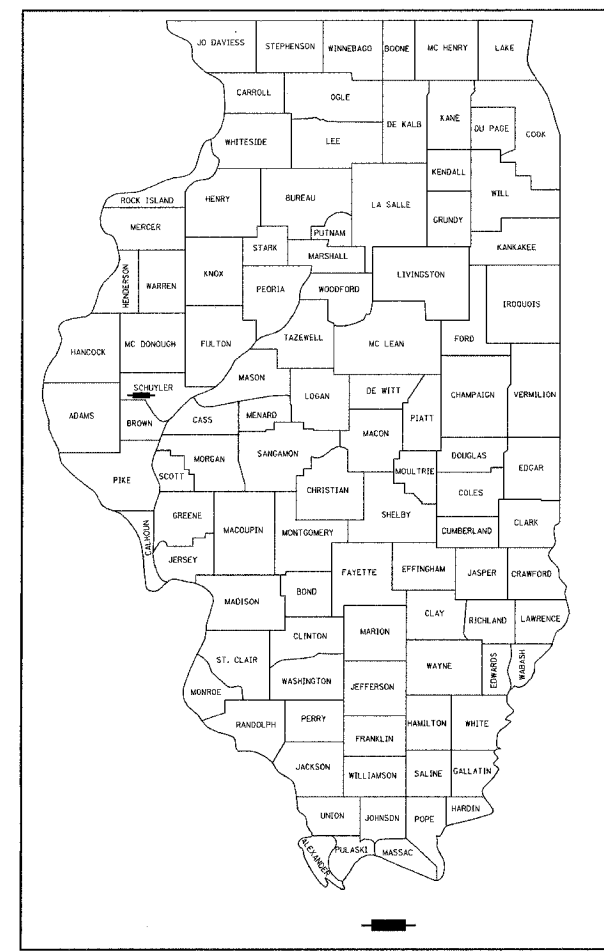 JO DAVIESS STEPHENSON WINNEBAGO BOONE MC HENRY LAKE
CARROLL OGLE
DE KALB KANE DU PAGE COOK
WHITESIDE LEE
KENDALL
ROCK ISLAND HENRY BUREAU LA SALLE WILL
MERCER GRUNDY
PUTNAM
STARK MARSHALL KANKAKEE
HENDERSON WARREN KNOX PEORIA WOODFORD LIVINGSTON
IROQUOIS
HANCOCK MC DONOUGH FULTON TAZEWELL MC LEAN FORD
MASON
SCHUYLER LOGAN DE WITT CHAMPAIGN VERMILION
ADAMS BROWN CASS MENARD PIATT
MACON
MORGAN SANGAMON DOUGLAS EDGAR
PIKE SCOTT MOULTRIE
CHRISTIAN COLES
GREENE SHELBY
CALHOUN MACOUPIN MONTGOMERY CUMBERLAND CLARK
JERSEY
FAYETTE EFFINGHAM JASPER CRAWFORD
MADISON BOND
CLAY RICHLAND LAWRENCE
CLINTON MARION
ST. CLAIR WAYNE EDWARDS WABASH
WASHINGTON JEFFERSON
MONROE
RANDOLPH PERRY HAMILTON WHITE
FRANKLIN
JACKSON WILLIAMSON SALINE GALLATIN
UNION JOHNSON POPE HARDIN
ALEXANDER PULASKI MASSAC